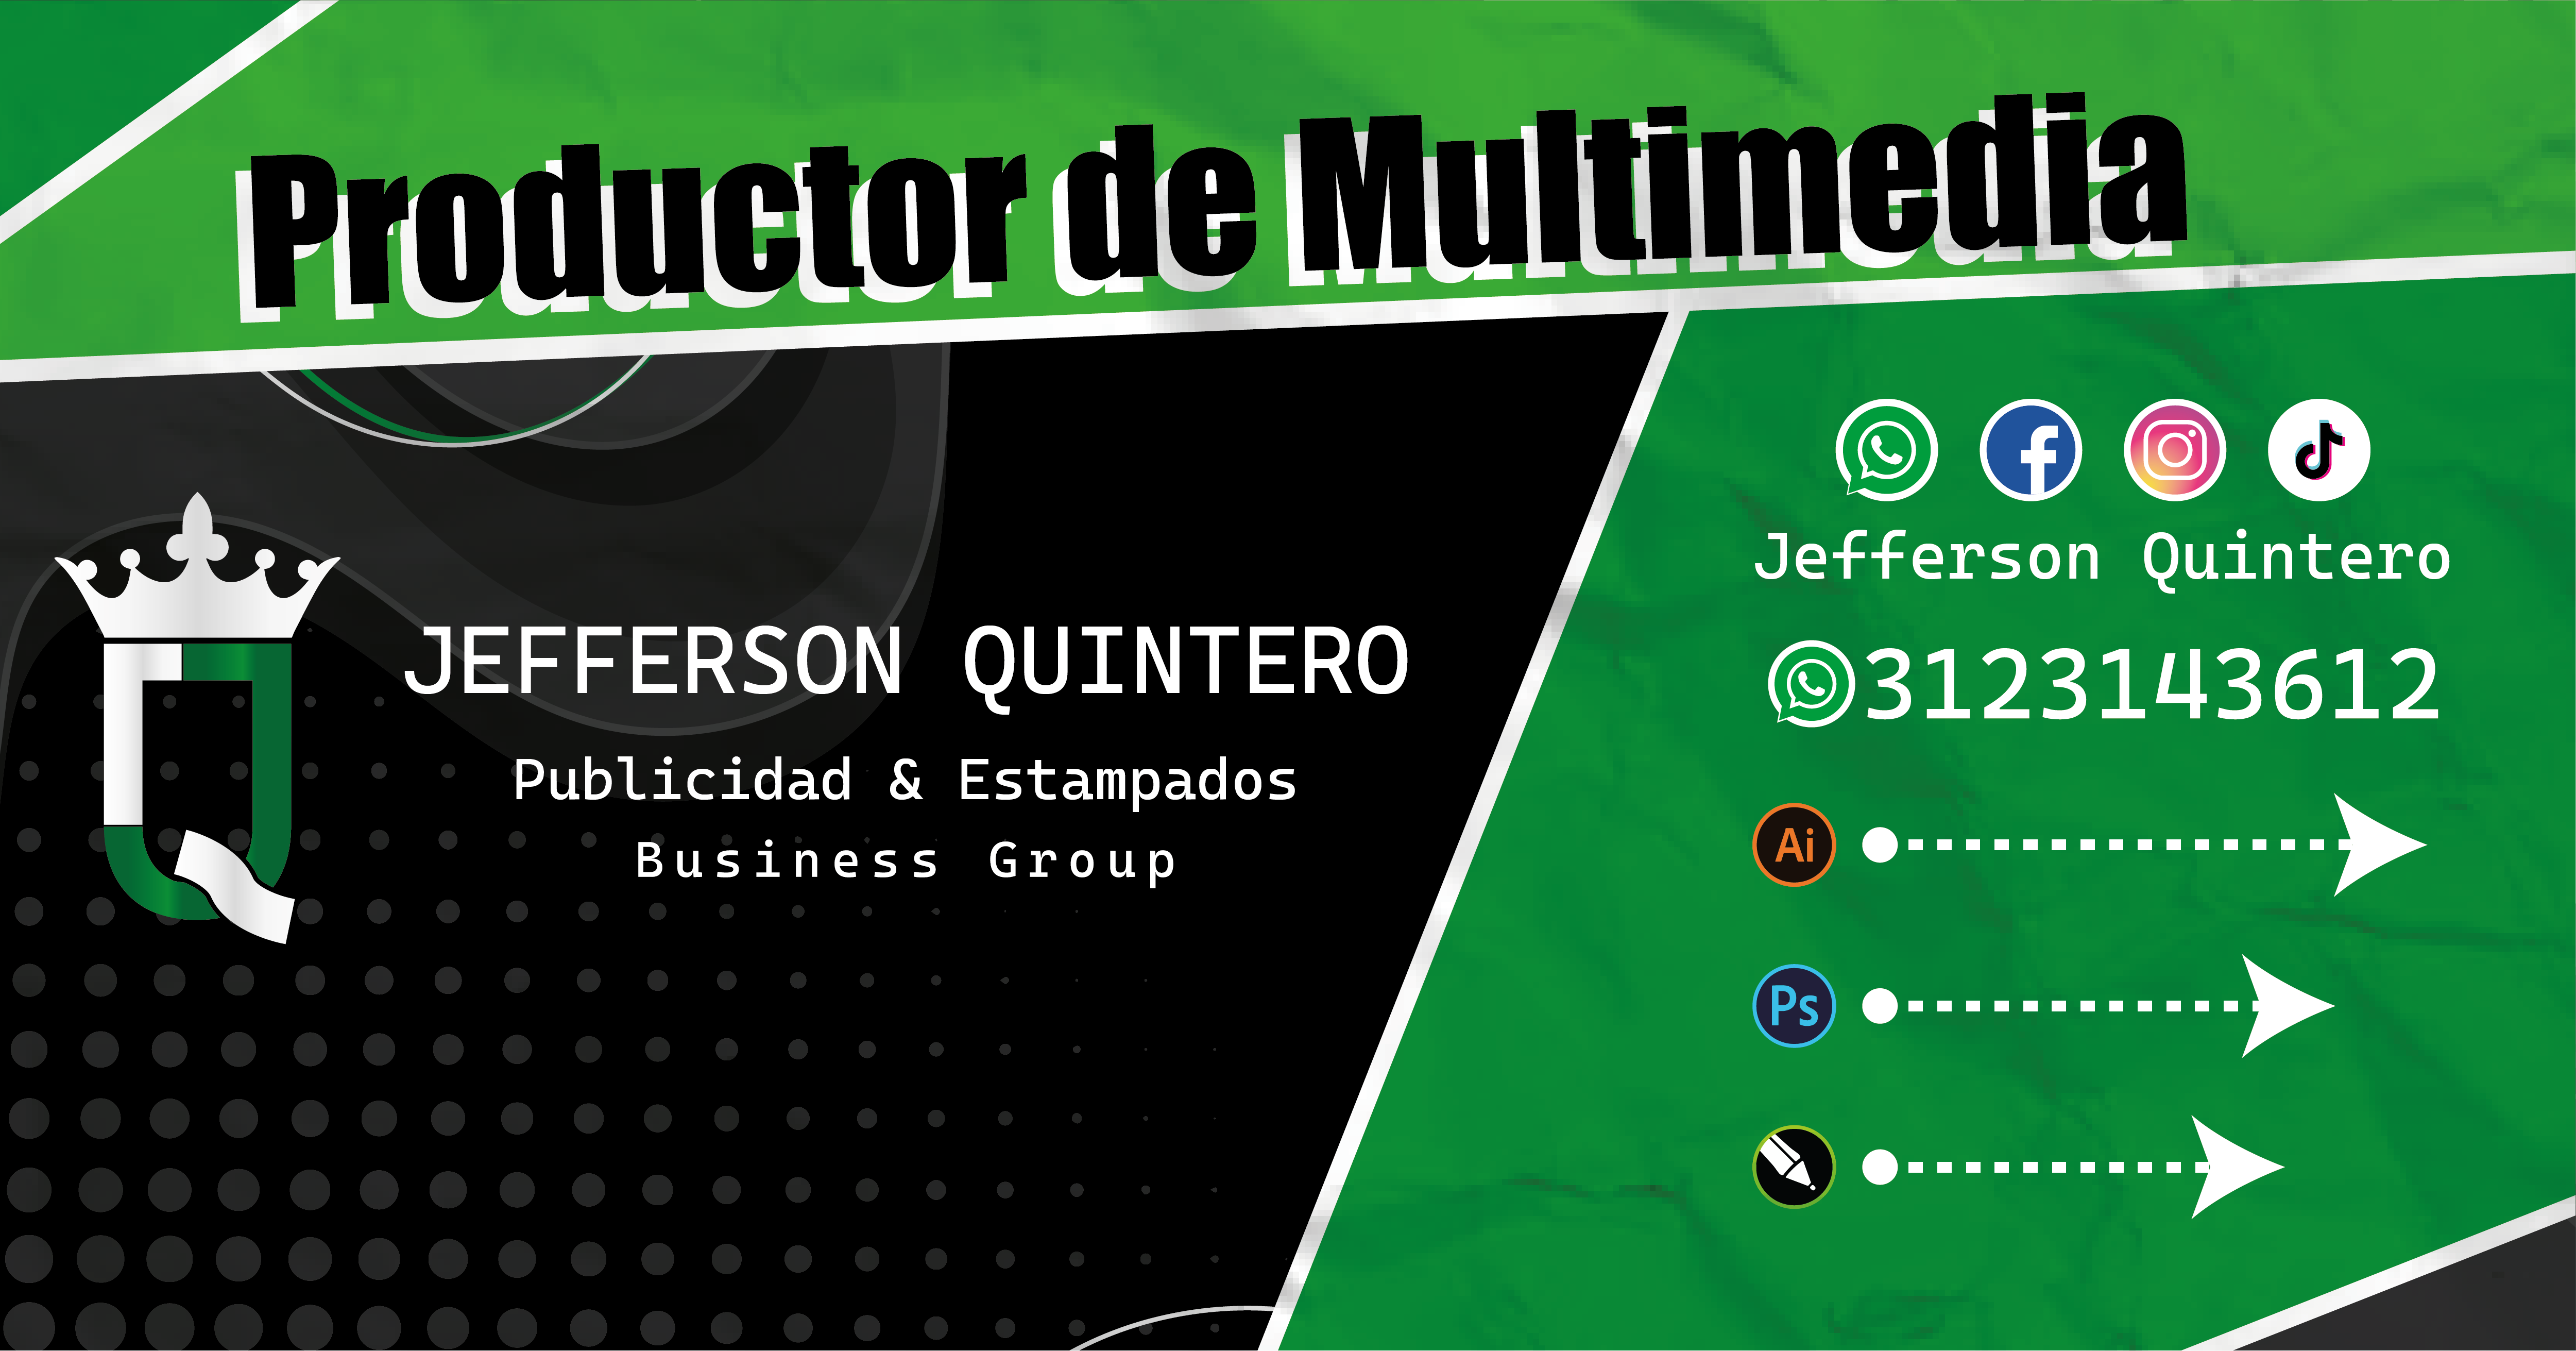 Productor de Multimedia
JEFFERSON QUINTERO
Publicidad & Estampados
Business Group
Jefferson Quintero
3123143612
Ai
Ps